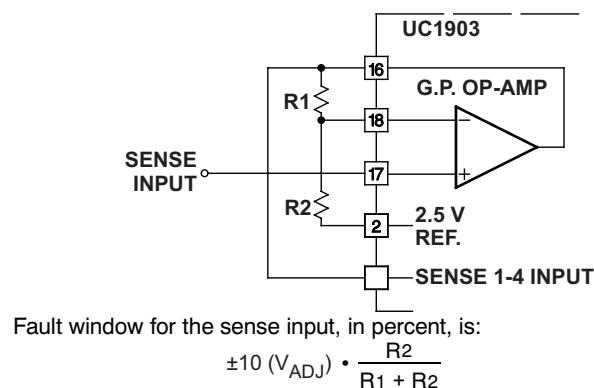 UC1903
16
G.P. OP-AMP
R1
18
−
SENSE
INPUT
17
+
R2
2
2.5 V
REF.
SENSE 1-4 INPUT
Fault window for the sense input, in percent, is:
±10 (VADJ) • R2
R1 + R2